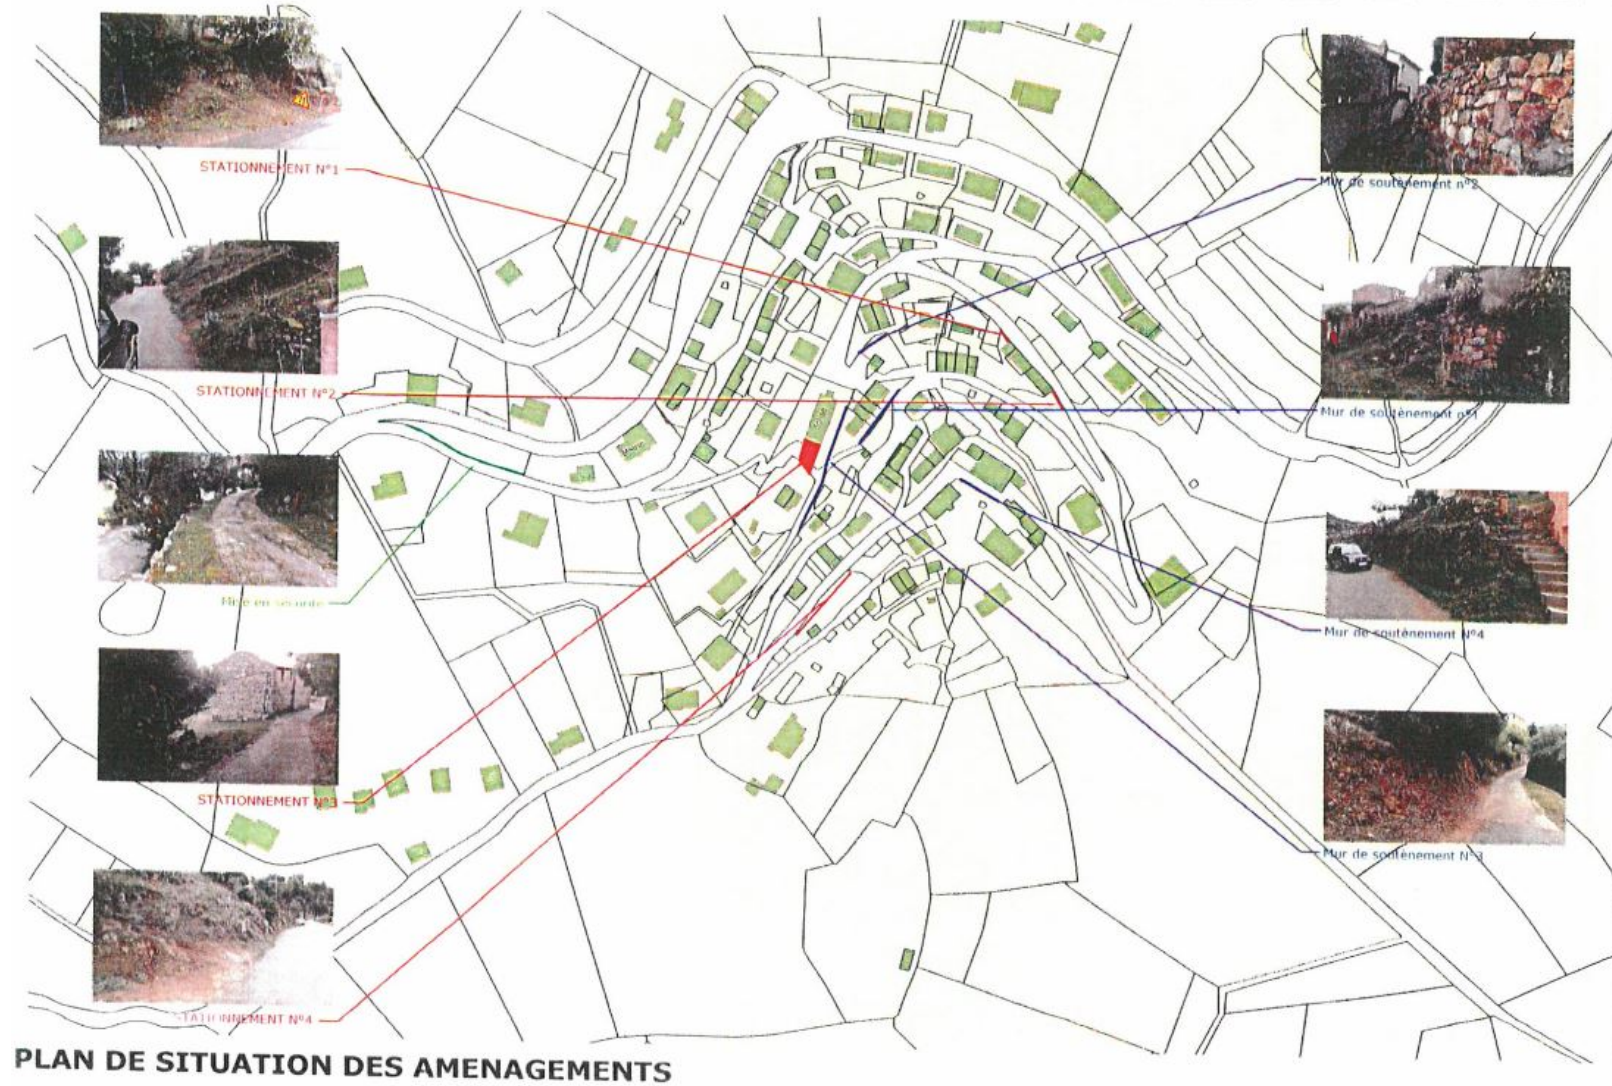 STATIONNEMENT N°1
Mur de soutènement n°2
STATIONNEMENT N°2
Mur de soutènement n°1
Mise en sécurité
Mur de soutènement N°4
STATIONNEMENT N°3
Mur de soutènement N°3
STATIONNEMENT N°4
PLAN DE SITUATION DES AMENAGEMENTS